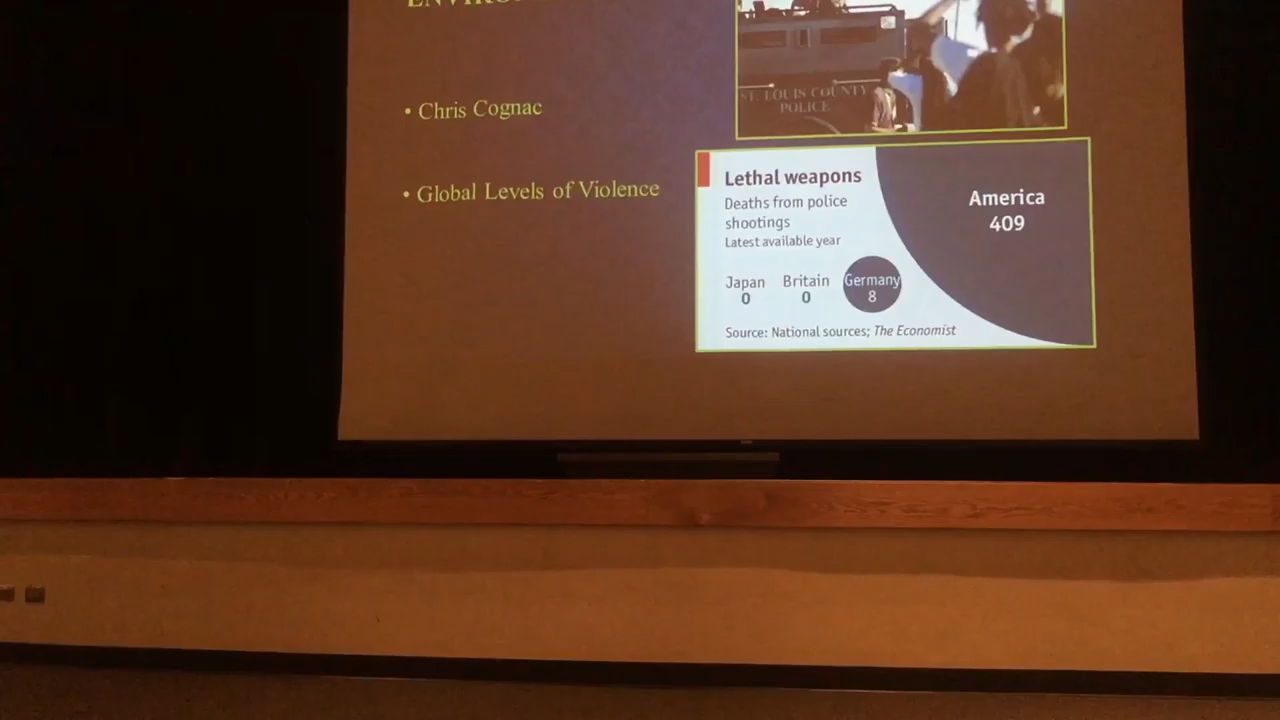 • Chris Cognac
• Global Levels of Violence
ST. LOUIS COUNTY
POLICE
Lethal weapons
Deaths from police
shootings
Latest available year
America
409
Japan
0
Britain
0
Germany
8
Source: National sources; The Economist